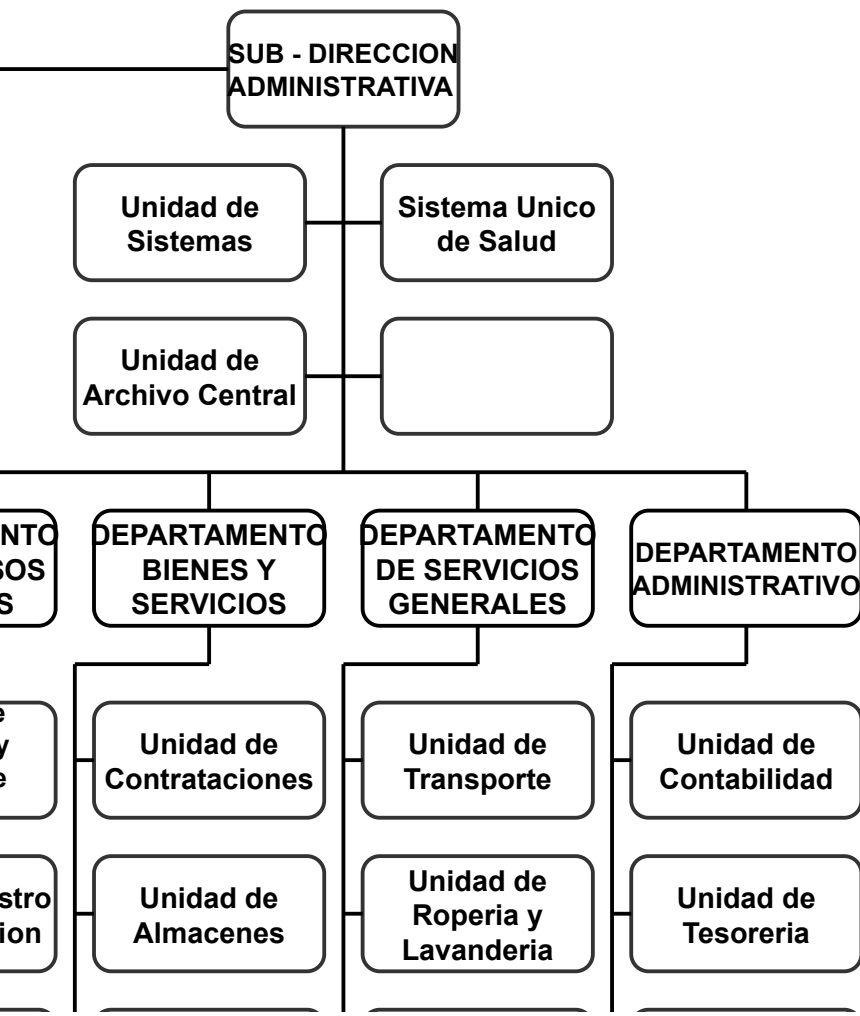 SUB - DIRECCION
ADMINISTRATIVA
Unidad de
Sistemas
Sistema Unico
de Salud
Unidad de
Archivo Central
DEPARTAMENTO
BIENES Y
SERVICIOS
DEPARTAMENTO
DE SERVICIOS
GENERALES
DEPARTAMENTO
ADMINISTRATIVO
Unidad de
Contrataciones
Unidad de
Transporte
Unidad de
Contabilidad
Unidad de
Almacenes
Unidad de
Roperia y
Lavanderia
Unidad de
Tesoreria